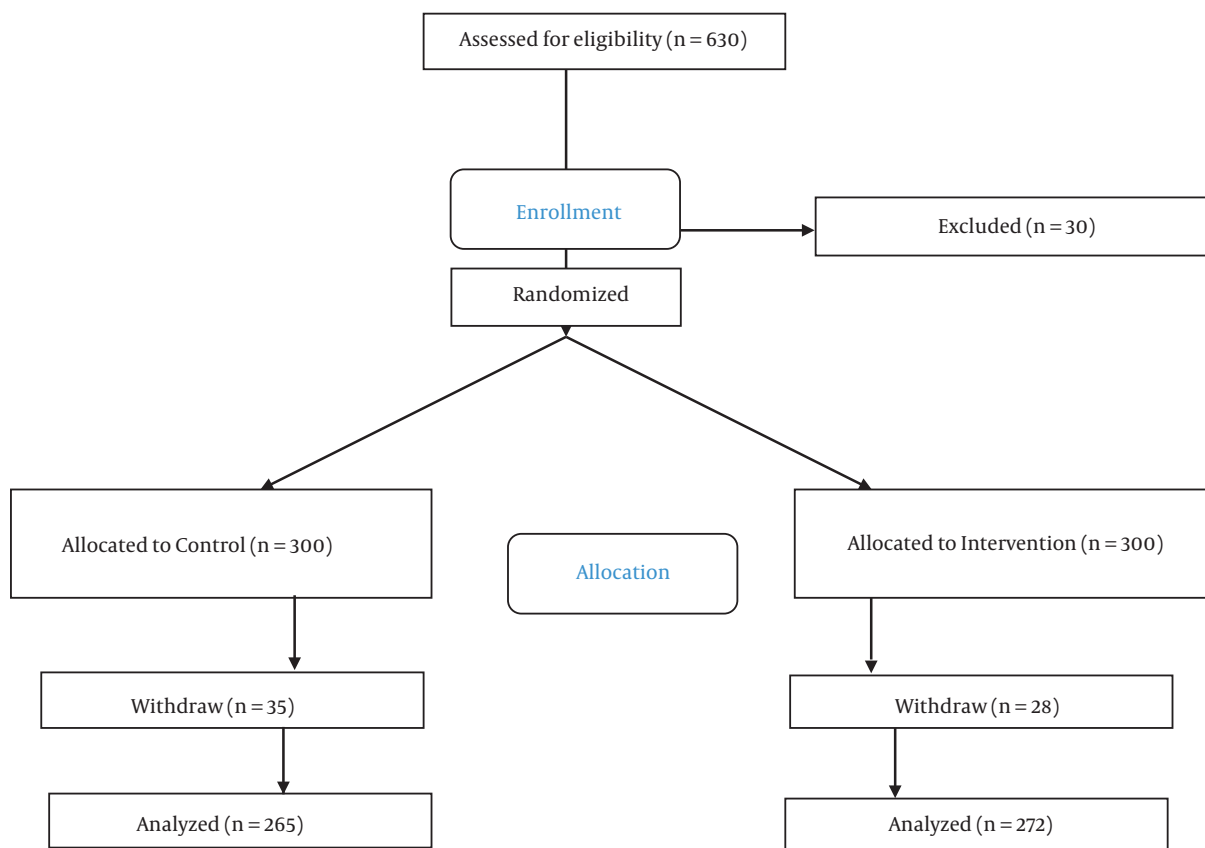 Assessed for eligibility (n = 630)
Enrollment
Excluded (n = 30)
Randomized
Allocated to Control (n = 300)
Allocated to Intervention (n = 300)
Allocation
Withdraw (n = 35)
Withdraw (n = 28)
Analyzed (n = 265)
Analyzed (n = 272)